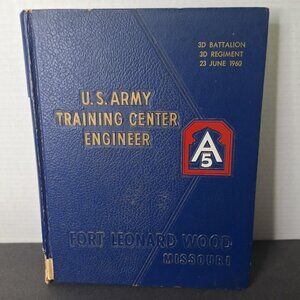 3D BATTALION
3D REGIMENT
23 JUNE 1960
U.S. ARMY
TRAINING CENTER
ENGINEER
A
5
FORT LEONARD WOOD
MISSOURI